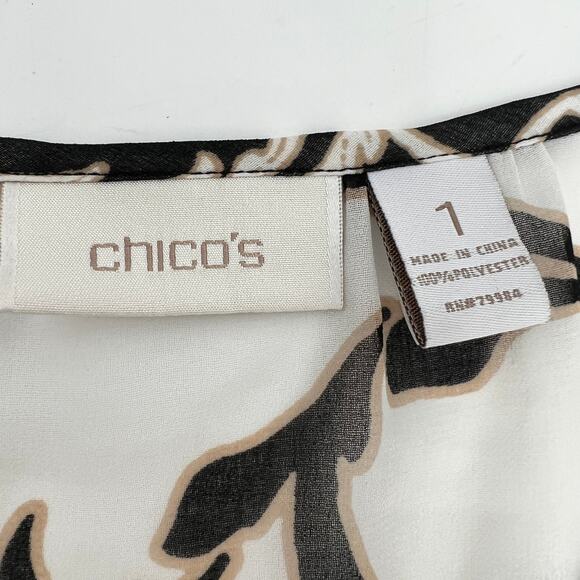 chico's
1
MADE IN CHINA
100%POLYESTER
RN#79984